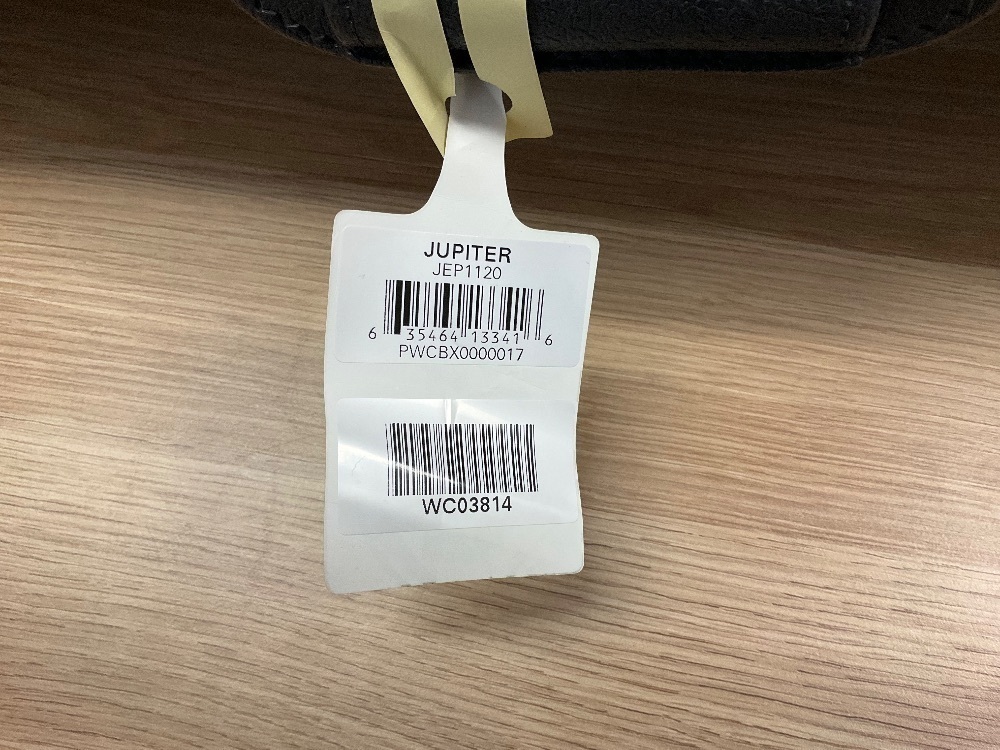 JUPITER
JEP1120
6 35464 13341 6
PWCBX0000017
WC03814